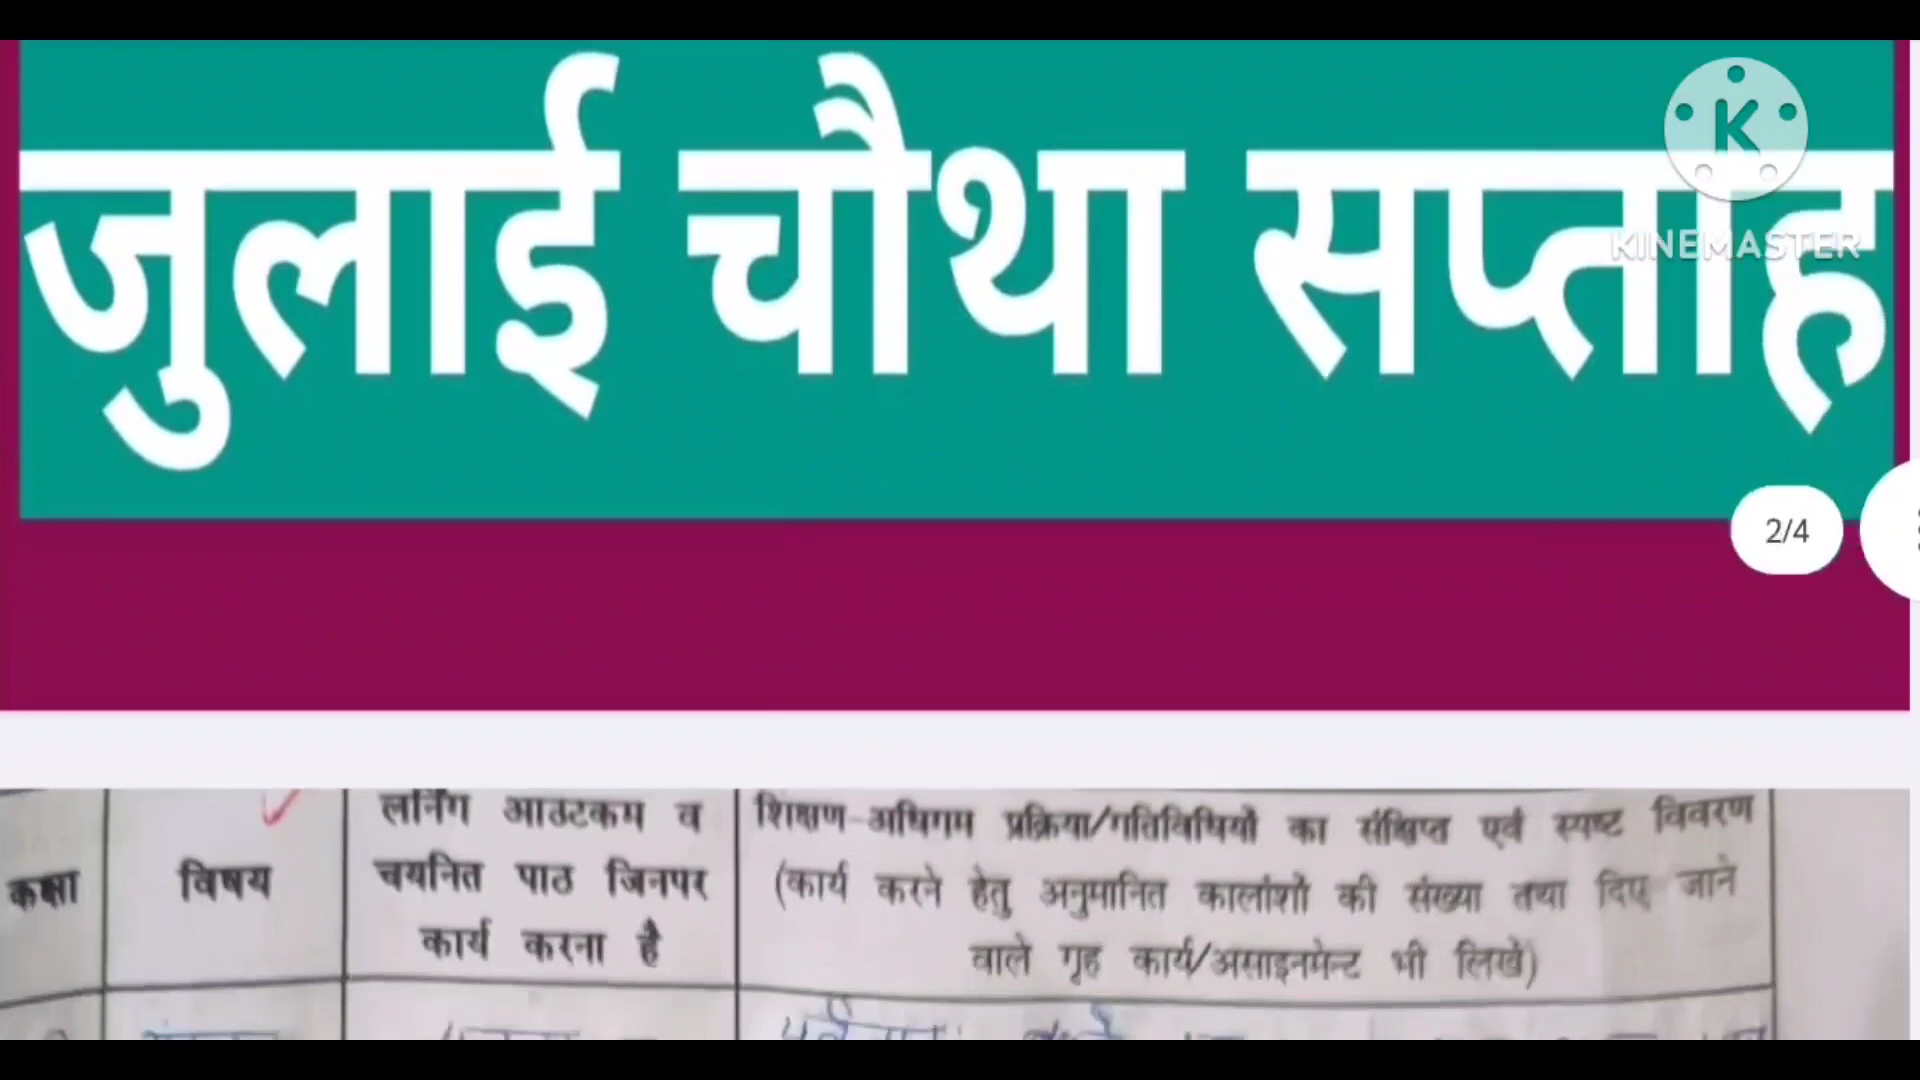 जुलाई चौथा सप्ताह
K
KINEMASTER
2/4
कक्षा
विषय
लर्निंग आउटकम व
चयनित पाठ जिनपर
कार्य करना है
शिक्षण-अधिगम प्रक्रिया/गतिविधियों का संक्षिप्त एवं स्पष्ट विवरण
(कार्य करने हेतु अनुमानित कालांशों की संख्या तथा दिए जाने
वाले गृह कार्य/असाइनमेन्ट भी लिखें)